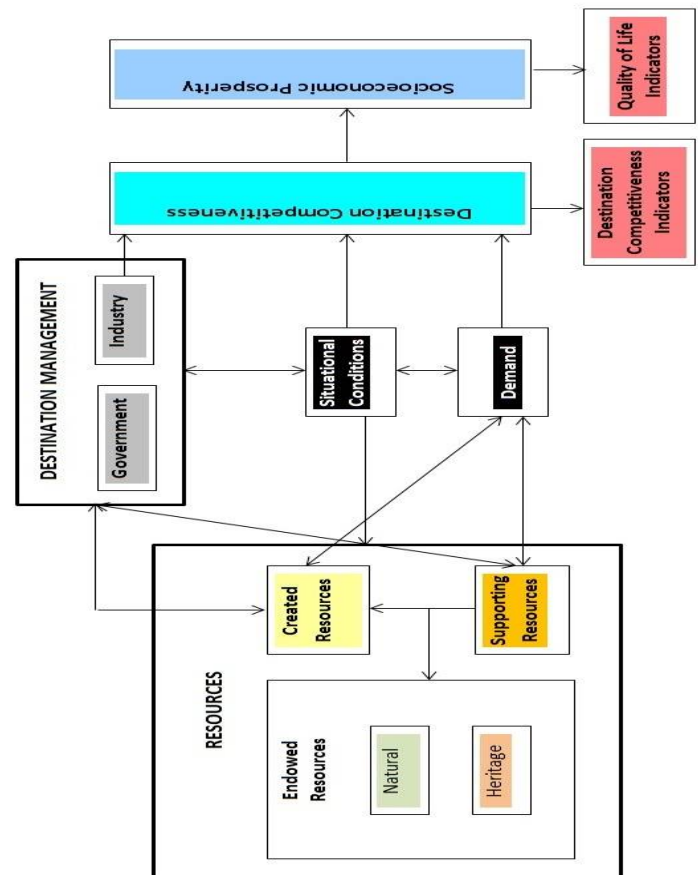 RESOURCES
Endowed
Resources
Natural
Heritage
Created
Resources
Supporting
Resources
DESTINATION MANAGEMENT
Government
Industry
Situational
Conditions
Demand
Destination Competitiveness
Socioeconomic Prosperity
Destination
Competitiveness
Indicators
Quality of Life
Indicators